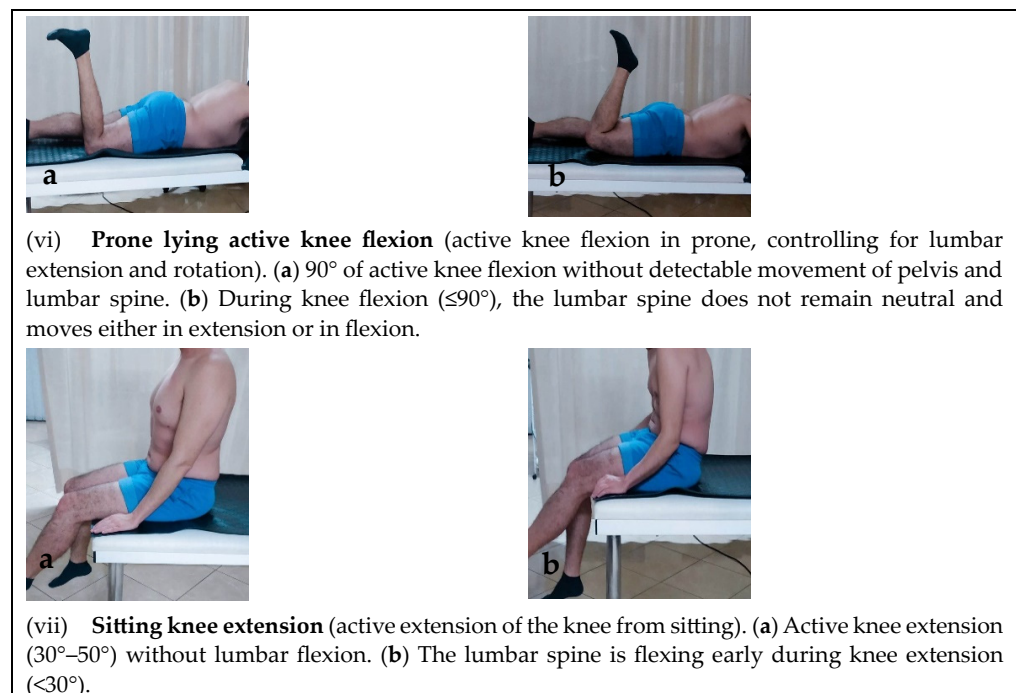 a
b
(vi) Prone lying active knee flexion (active knee flexion in prone, controlling for lumbar
extension and rotation). (a) 90° of active knee flexion without detectable movement of pelvis and
lumbar spine. (b) During knee flexion (≤90°), the lumbar spine does not remain neutral and
moves either in extension or in flexion.
a
b
(vii) Sitting knee extension (active extension of the knee from sitting). (a) Active knee extension
(30°–50°) without lumbar flexion. (b) The lumbar spine is flexing early during knee extension
(<30°).